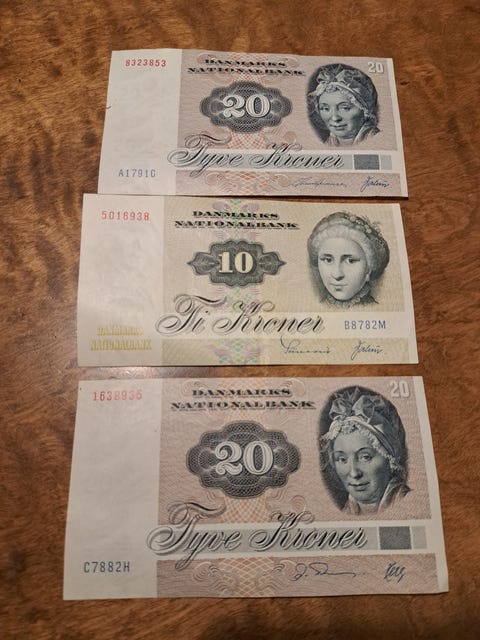 8323853
DANMARKS
NATIONALBANK
20
20
Tyve Kroner
A1791G
5016938
DANMARKS
NATIONALBANK
10
Ti Kroner
B8782M
DANMARKS
NATIONALBANK
1638936
DANMARKS
NATIONALBANK
20
20
Tyve Kroner
C7882H